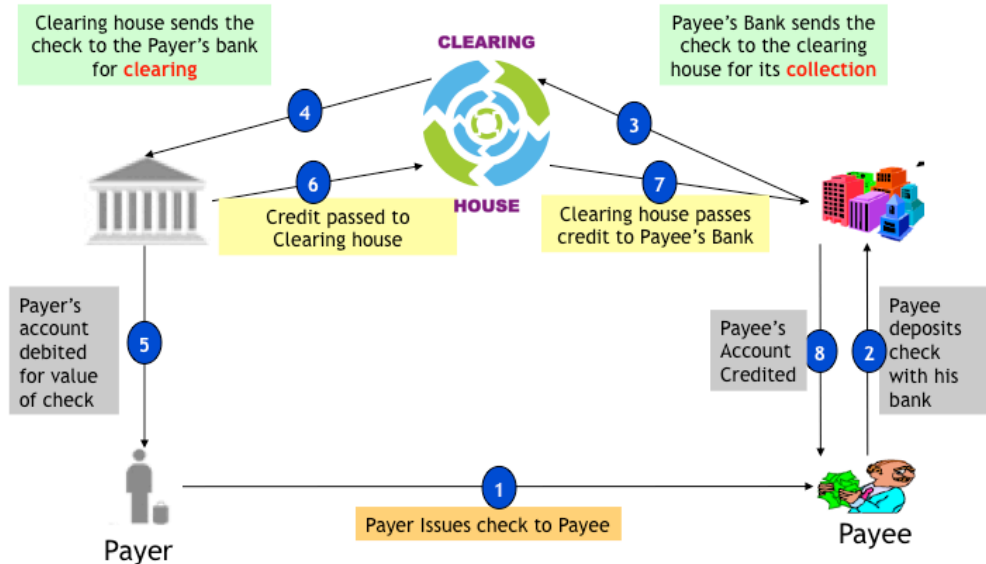 Clearing house sends the
check to the Payer's bank
for clearing
CLEARING
HOUSE
Payee's Bank sends the
check to the clearing
house for its collection
4
3
6
7
Credit passed to
Clearing house
Clearing house passes
credit to Payee's Bank
Payer's
account
debited
for value
of check
5
Payee's
Account
Credited
8
2
Payee
deposits
check
with his
bank
1
Payer Issues check to Payee
Payer
Payee